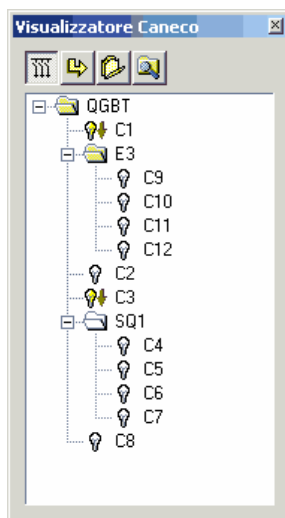 Visualizzatore Caneco
QGBT
C1
E3
C9
C10
C11
C12
C2
C3
SQ1
C4
C5
C6
C7
C8